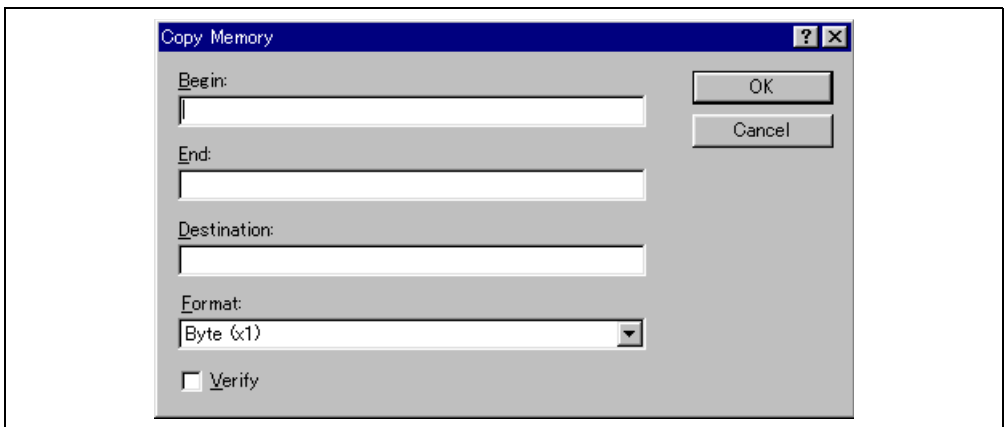 Copy Memory
Begin:
OK
Cancel
End:
Destination:
Format:
Byte (x1)
Verify